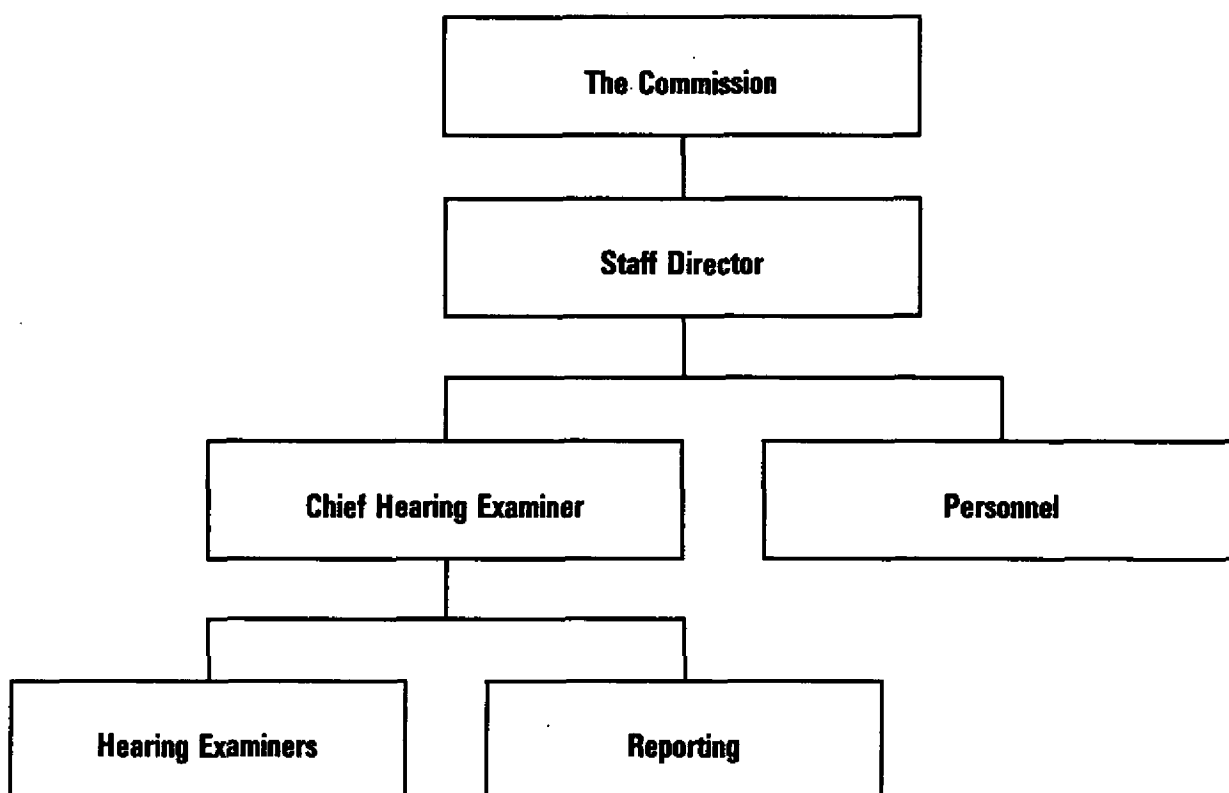 The Commission
Staff Director
Chief Hearing Examiner
Personnel
Hearing Examiners
Reporting